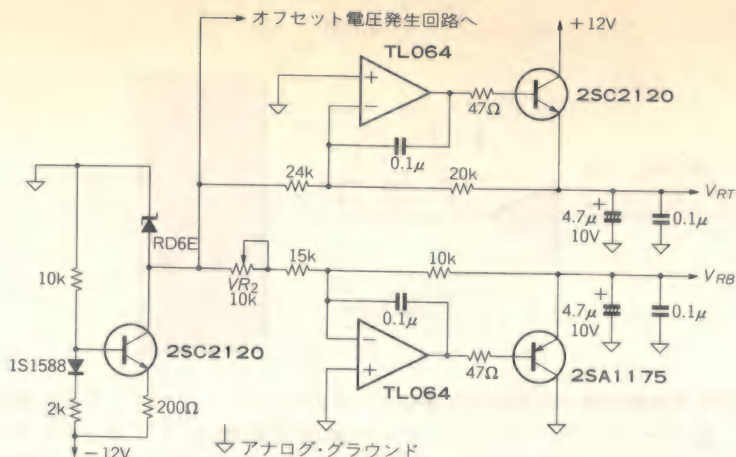 オフセット電圧発生回路へ
+12V
TL064
+
−
47Ω
2SC2120
0.1μ
24k
20k
V_RT
+
4.7μ
10V
0.1μ
RD6E
10k
VR2
10k
15k
10k
V_RB
0.1μ
+
4.7μ
10V
0.1μ
2SC2120
1S1588
−
+
47Ω
2SA1175
TL064
2k
200Ω
−12V
アナログ・グラウンド